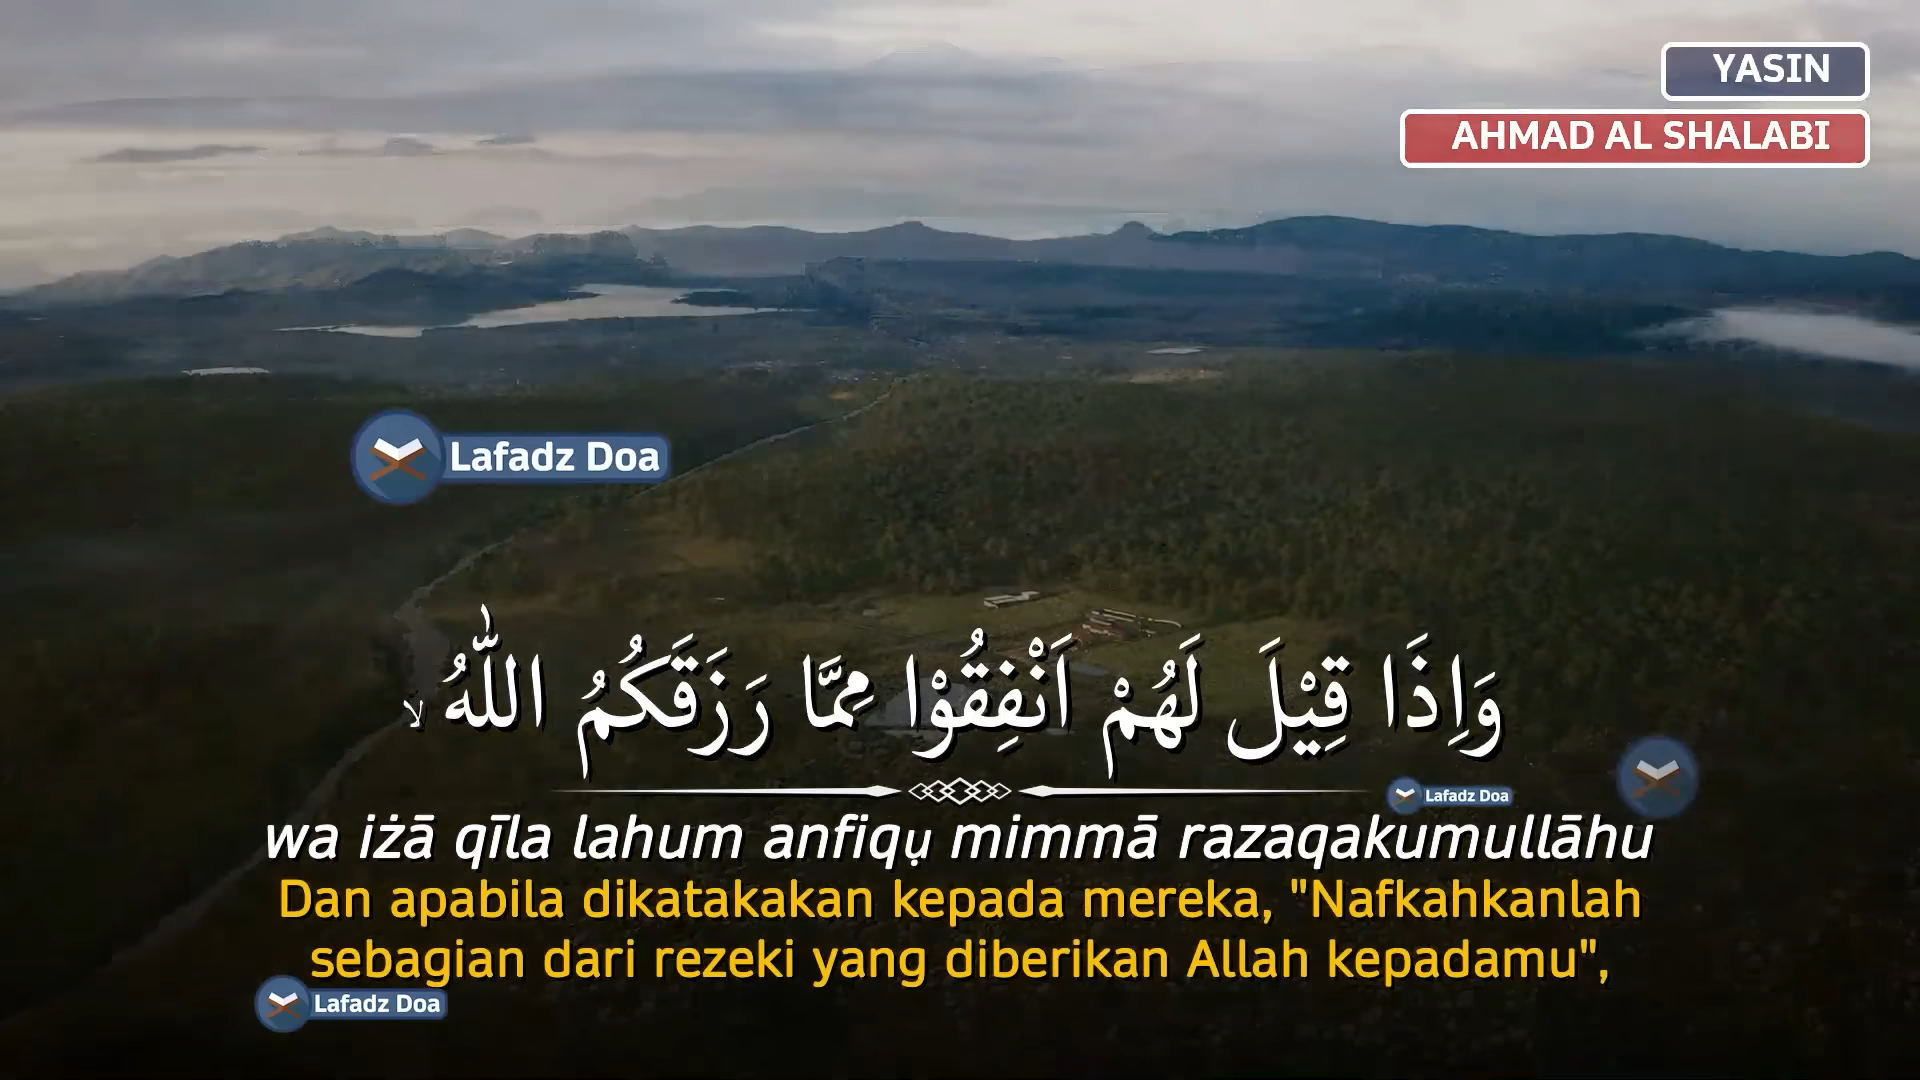 YASIN
AHMAD AL SHALABI
Lafadz Doa
وَاِذَا قِيْلَ لَهُمْ اَنْفِقُوْا مِمَّا رَزَقَكُمُ اللّٰهُ ۙ
Lafadz Doa
wa iżā qīla lahum anfiqụ mimmā razaqakumullāhu
Dan apabila dikatakakan kepada mereka, "Nafkahkanlah
sebagian dari rezeki yang diberikan Allah kepadamu",
Lafadz Doa